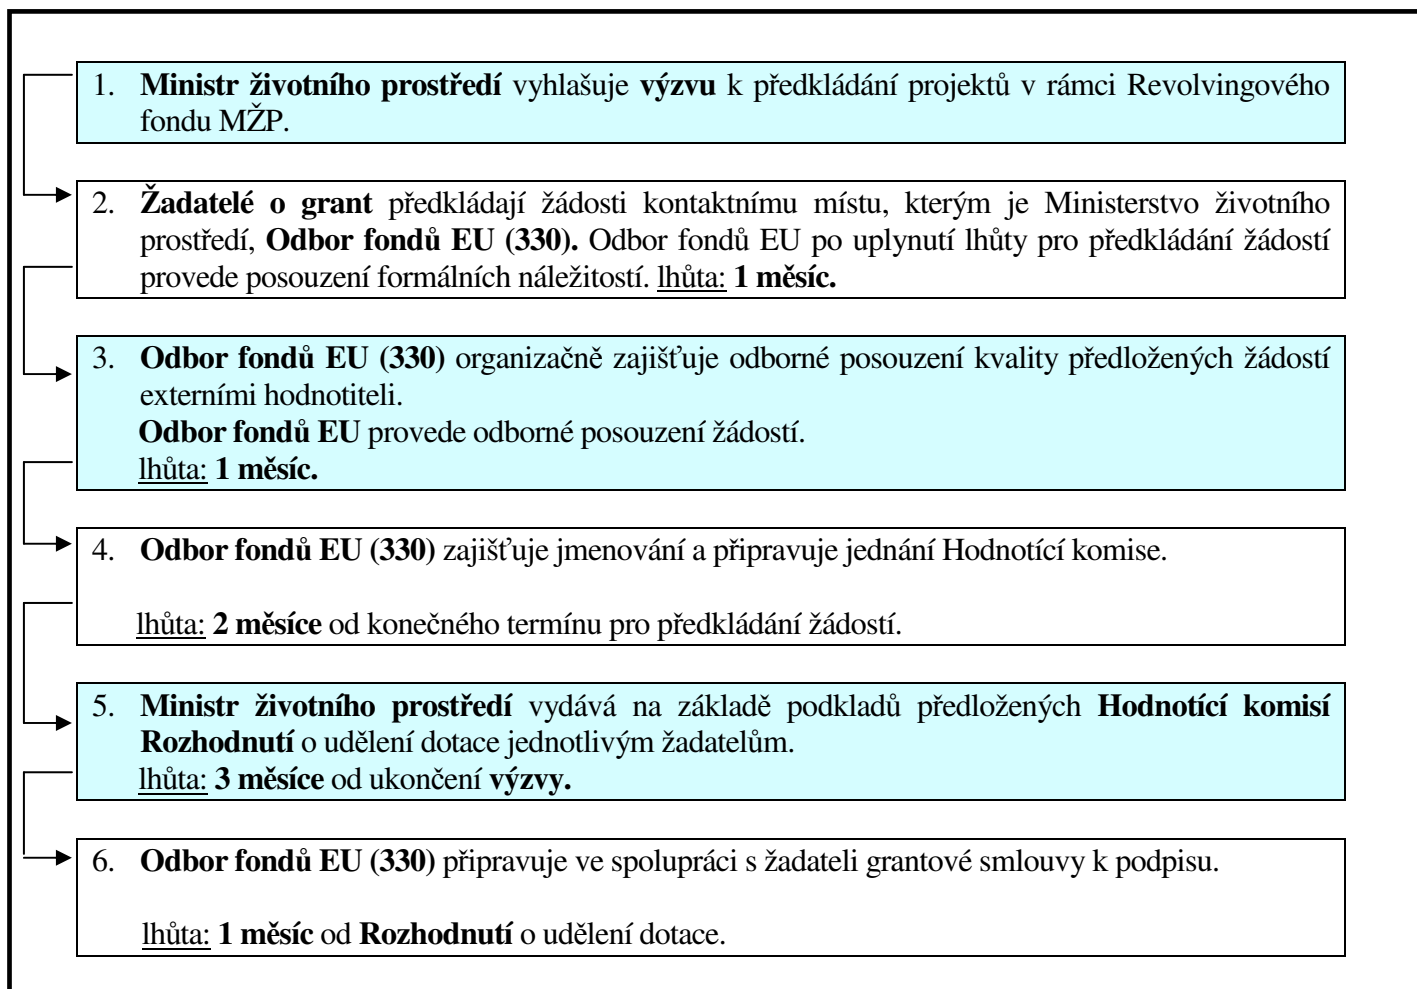 1. Ministr životního prostředí vyhlašuje výzvu k předkládání projektů v rámci Revolvingového
fondu MŽP.
2. Žadatelé o grant předkládají žádosti kontaktnímu místu, kterým je Ministerstvo životního
prostředí, Odbor fondů EU (330). Odbor fondů EU po uplynutí lhůty pro předkládání žádostí
provede posouzení formálních náležitostí. lhůta: 1 měsíc.
3. Odbor fondů EU (330) organizačně zajišťuje odborné posouzení kvality předložených žádostí
externími hodnotiteli.
Odbor fondů EU provede odborné posouzení žádostí.
lhůta: 1 měsíc.
4. Odbor fondů EU (330) zajišťuje jmenování a připravuje jednání Hodnotící komise.
lhůta: 2 měsíce od konečného termínu pro předkládání žádostí.
5. Ministr životního prostředí vydává na základě podkladů předložených Hodnotící komisí
Rozhodnutí o udělení dotace jednotlivým žadatelům.
lhůta: 3 měsíce od ukončení výzvy.
6. Odbor fondů EU (330) připravuje ve spolupráci s žadateli grantové smlouvy k podpisu.
lhůta: 1 měsíc od Rozhodnutí o udělení dotace.